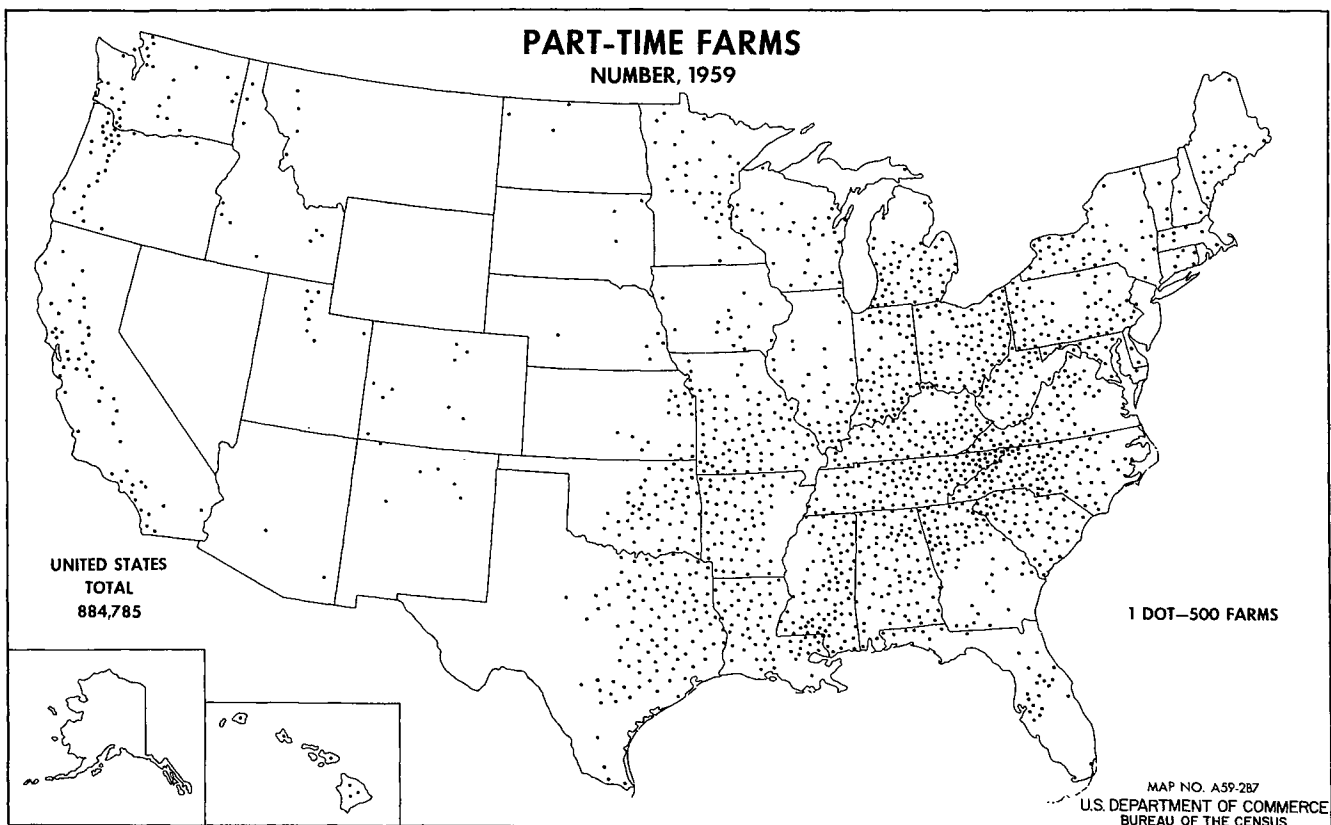 PART-TIME FARMS
NUMBER, 1959
UNITED STATES
TOTAL
884,785
1 DOT—500 FARMS
MAP NO. A59-2B7
U.S. DEPARTMENT OF COMMERCE
BUREAU OF THE CENSUS